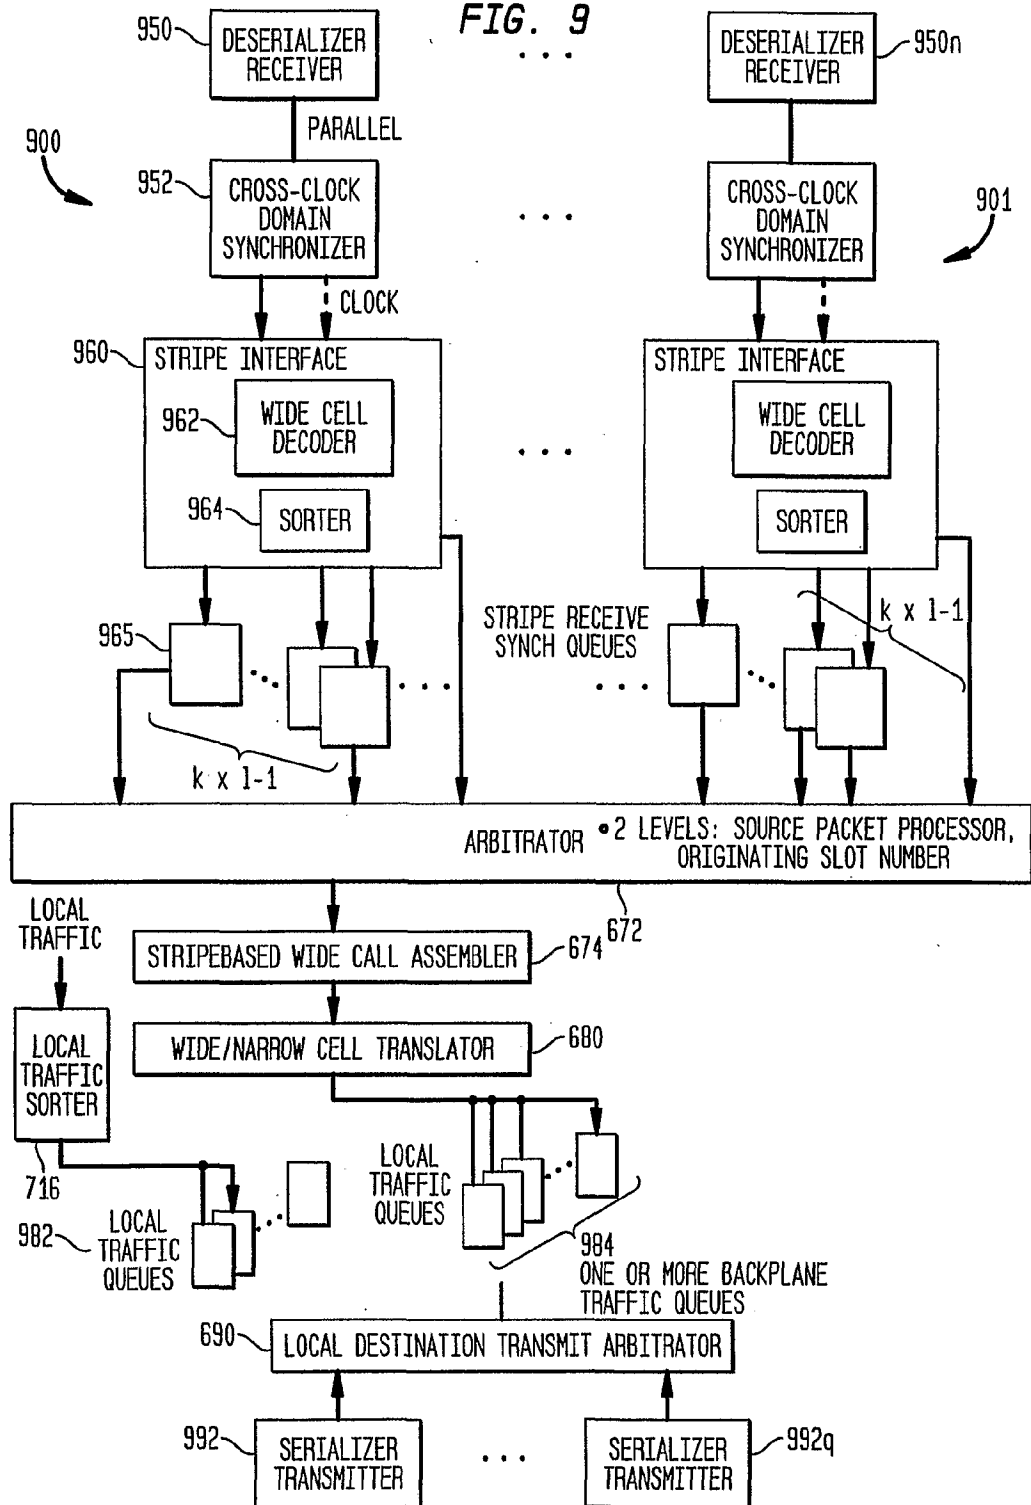 FIG. 9
950
DESERIALIZER
RECEIVER
. . .
DESERIALIZER
RECEIVER
950n
PARALLEL
900
952
CROSS-CLOCK
DOMAIN
SYNCHRONIZER
. . .
CROSS-CLOCK
DOMAIN
SYNCHRONIZER
901
CLOCK
960
STRIPE INTERFACE
962
WIDE CELL
DECODER
964
SORTER
. . .
STRIPE INTERFACE
WIDE CELL
DECODER
SORTER
965
STRIPE RECEIVE
SYNCH QUEUES
k x l-1
k x l-1
ARBITRATOR •2 LEVELS: SOURCE PACKET PROCESSOR,
ORIGINATING SLOT NUMBER
672
LOCAL
TRAFFIC
STRIPEBASED WIDE CALL ASSEMBLER
674
LOCAL
TRAFFIC
SORTER
716
WIDE/NARROW CELL TRANSLATOR
680
LOCAL
TRAFFIC
QUEUES
982
LOCAL
TRAFFIC
QUEUES
984
ONE OR MORE BACKPLANE
TRAFFIC QUEUES
690
LOCAL DESTINATION TRANSMIT ARBITRATOR
992
SERIALIZER
TRANSMITTER
. . .
SERIALIZER
TRANSMITTER
992q